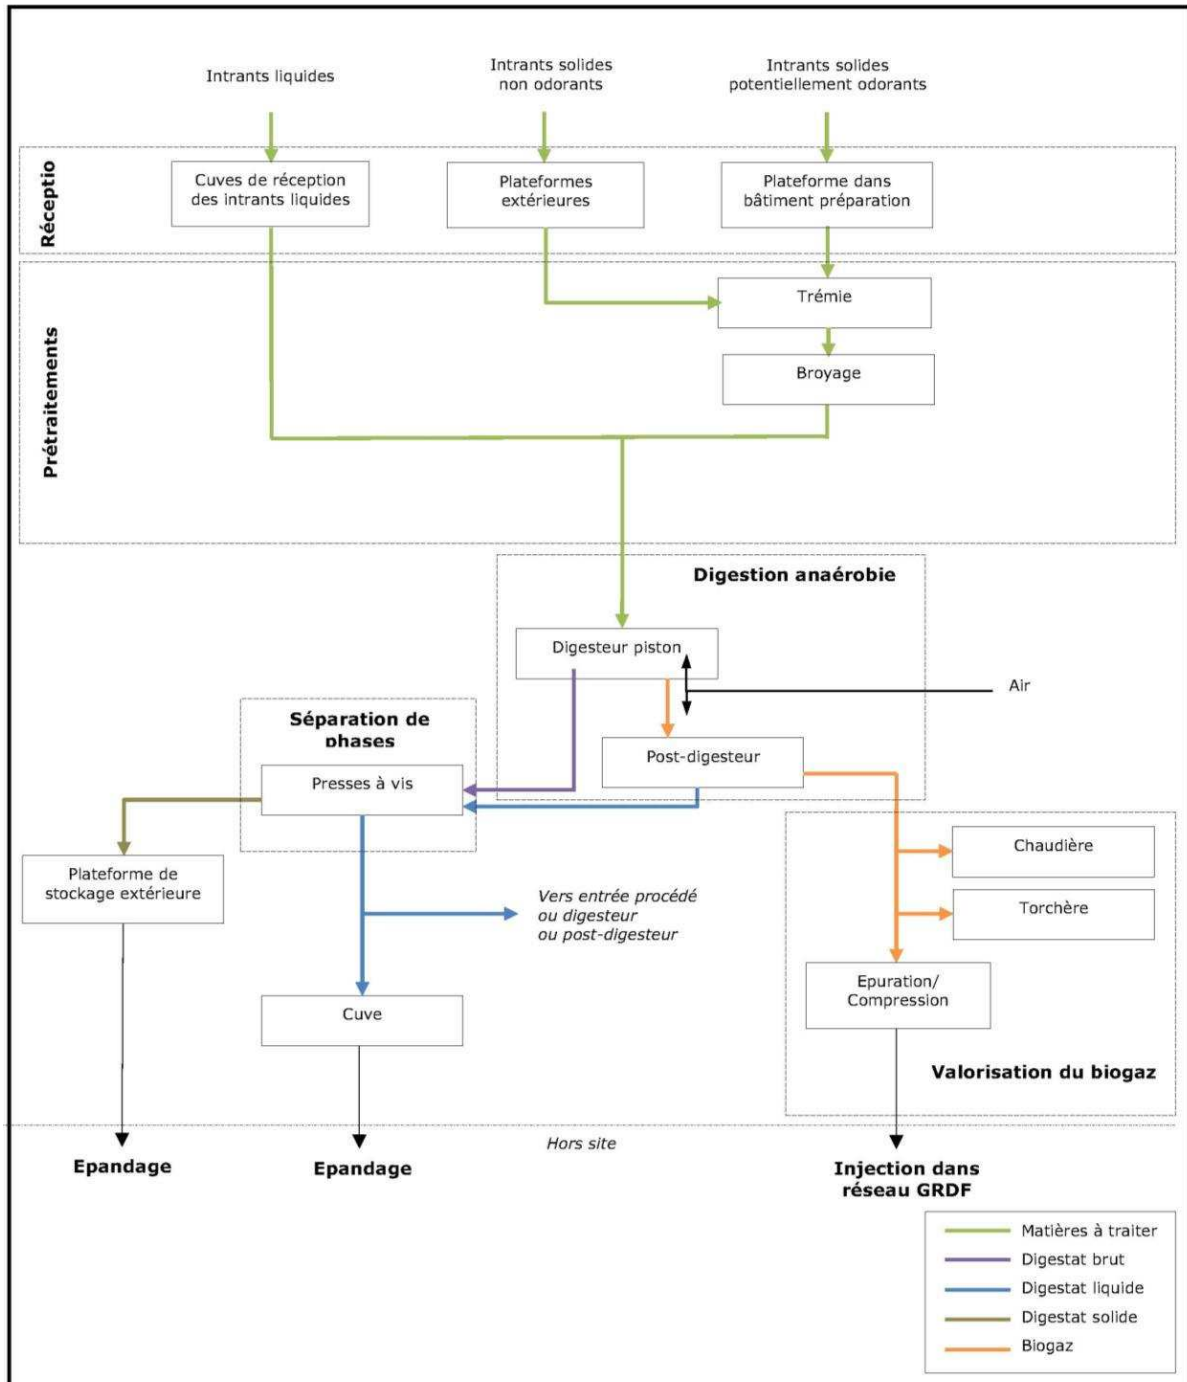 Intrants liquides
Intrants solides
non odorants
Intrants solides
potentiellement odorants
Réceptio
Cuves de réception
des intrants liquides
Plateformes
extérieures
Plateforme dans
bâtiment préparation
Prétraitements
Trémie
Broyage
Digestion anaérobie
Digesteur piston
Air
Séparation de
phases
Post-digesteur
Presses à vis
Chaudière
Plateforme de
stockage extérieure
Vers entrée procédé
ou digesteur
ou post-digesteur
Torchère
Epuration/
Compression
Cuve
Valorisation du biogaz
Hors site
Epandage
Epandage
Injection dans
réseau GRDF
Matières à traiter
Digestat brut
Digestat liquide
Digestat solide
Biogaz